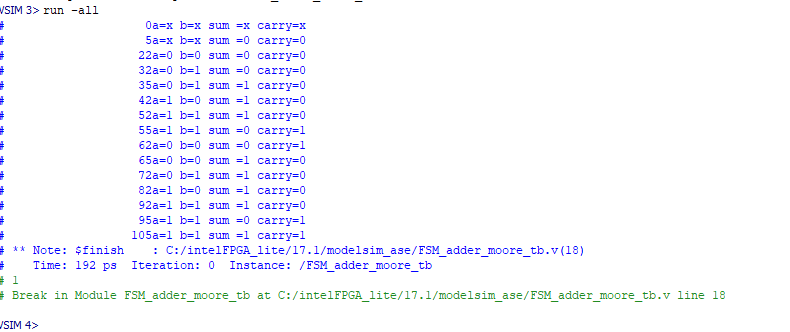 VSIM 3> run -all
# 0a=x b=x sum =x carry=x
# 5a=x b=x sum =0 carry=0
# 22a=0 b=0 sum =0 carry=0
# 32a=0 b=1 sum =0 carry=0
# 35a=0 b=1 sum =1 carry=0
# 42a=1 b=0 sum =1 carry=0
# 52a=1 b=1 sum =1 carry=0
# 55a=1 b=1 sum =0 carry=1
# 62a=0 b=0 sum =0 carry=1
# 65a=0 b=0 sum =1 carry=0
# 72a=0 b=1 sum =1 carry=0
# 82a=1 b=0 sum =1 carry=0
# 92a=1 b=1 sum =1 carry=0
# 95a=1 b=1 sum =0 carry=1
# 105a=1 b=1 sum =1 carry=1
# ** Note: $finish : C:/intelFPGA_lite/17.1/modelsim_ase/FSM_adder_moore_tb.v(18)
# Time: 192 ps Iteration: 0 Instance: /FSM_adder_moore_tb
# 1
# Break in Module FSM_adder_moore_tb at C:/intelFPGA_lite/17.1/modelsim_ase/FSM_adder_moore_tb.v line 18
VSIM 4>